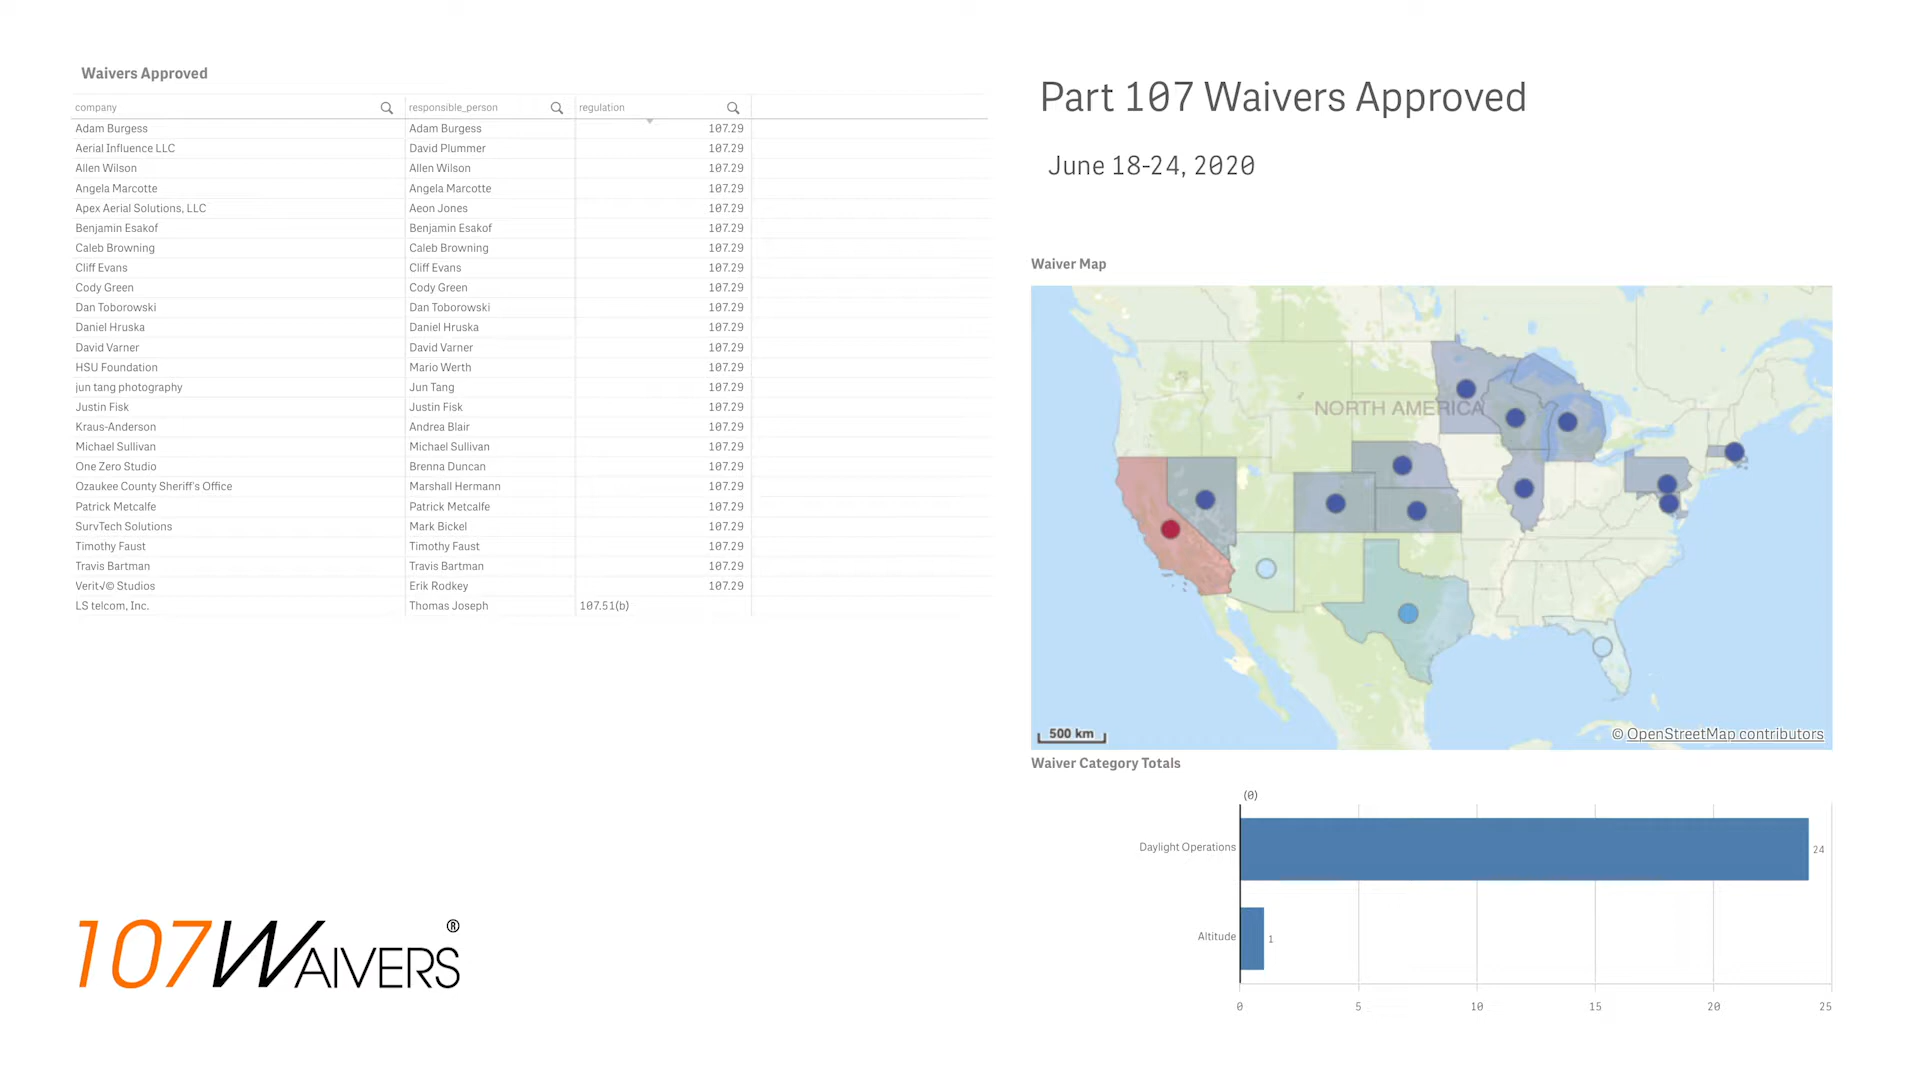 Waivers Approved
company responsible_person regulation
Adam Burgess Adam Burgess 107.29
Aerial Influence LLC David Plummer 107.29
Allen Wilson Allen Wilson 107.29
Angela Marcotte Angela Marcotte 107.29
Apex Aerial Solutions, LLC Aeon Jones 107.29
Benjamin Esakof Benjamin Esakof 107.29
Caleb Browning Caleb Browning 107.29
Cliff Evans Cliff Evans 107.29
Cody Green Cody Green 107.29
Dan Toborowski Dan Toborowski 107.29
Daniel Hruska Daniel Hruska 107.29
David Varner David Varner 107.29
HSU Foundation Mario Werth 107.29
jun tang photography Jun Tang 107.29
Justin Fisk Justin Fisk 107.29
Kraus-Anderson Andrea Blair 107.29
Michael Sullivan Michael Sullivan 107.29
One Zero Studio Brenna Duncan 107.29
Ozaukee County Sheriff's Office Marshall Hermann 107.29
Patrick Metcalfe Patrick Metcalfe 107.29
SurvTech Solutions Mark Bickel 107.29
Timothy Faust Timothy Faust 107.29
Travis Bartman Travis Bartman 107.29
Verit√© Studios Erik Rodkey 107.29
LS telcom, Inc. Thomas Joseph 107.51(b)
107WAIVERS®
Part 107 Waivers Approved
June 18-24, 2020
Waiver Map
NORTH AMERICA
500 km
© OpenStreetMap contributors
Waiver Category Totals
(0)
Daylight Operations 24
Altitude 1
0 5 10 15 20 25